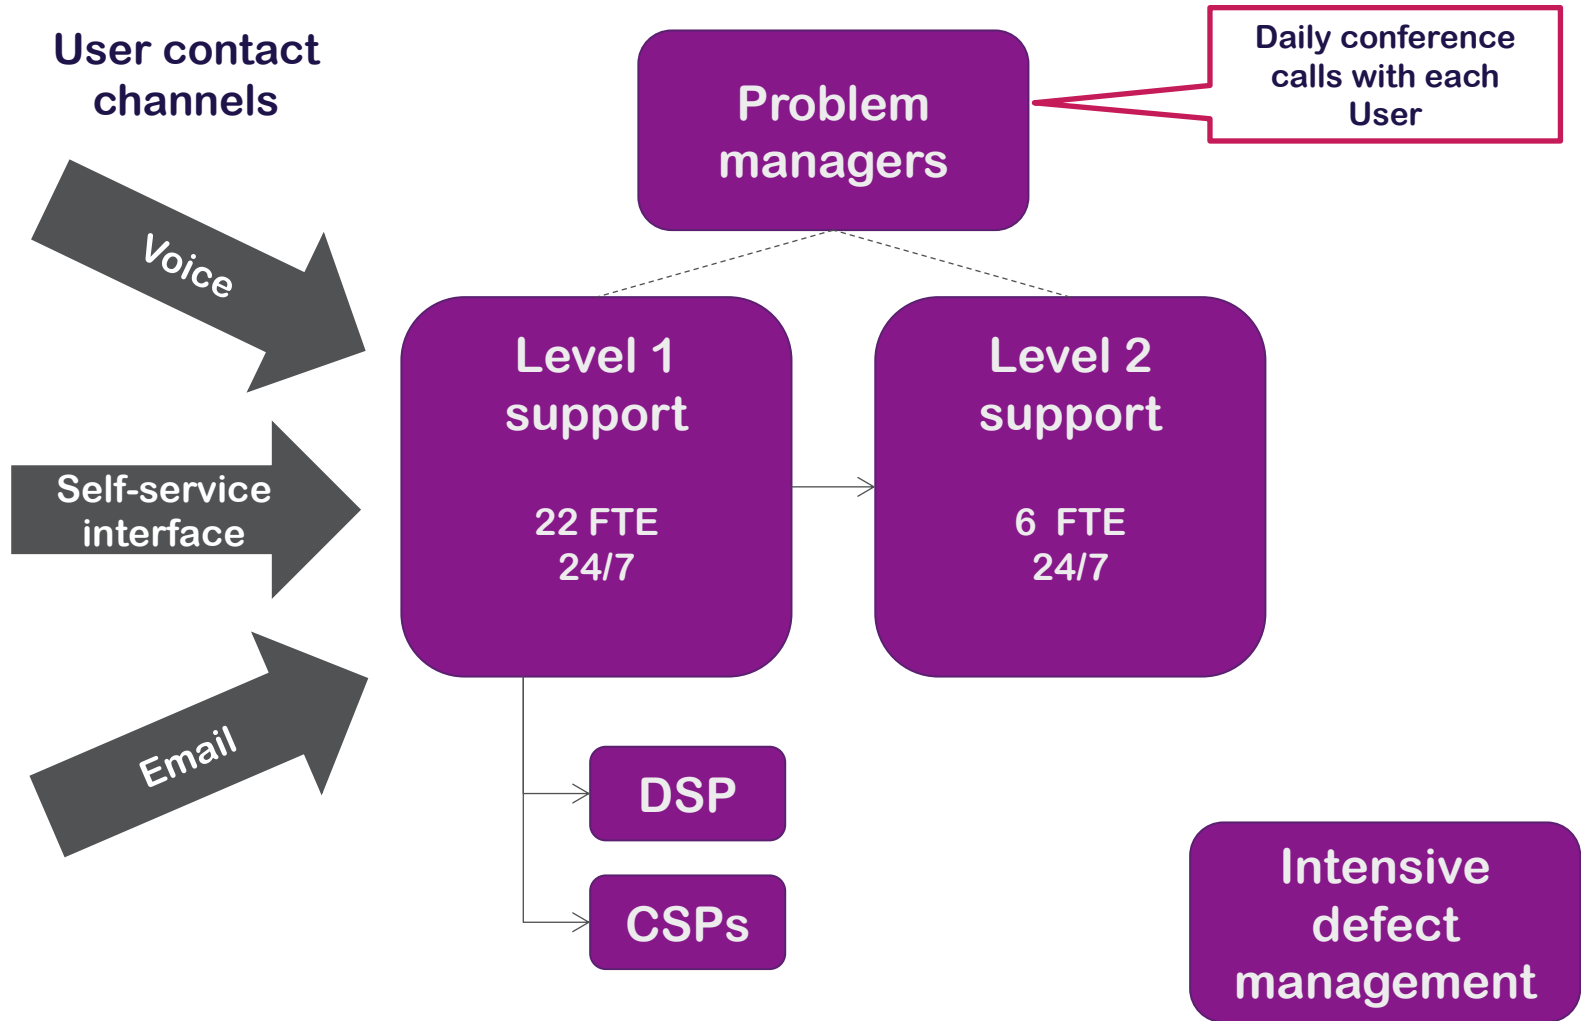 User contact
channels
Problem
managers
Daily conference
calls with each
User
Voice
Self-service
interface
Email
Level 1
support
22 FTE
24/7
Level 2
support
6 FTE
24/7
DSP
CSPs
Intensive
defect
management